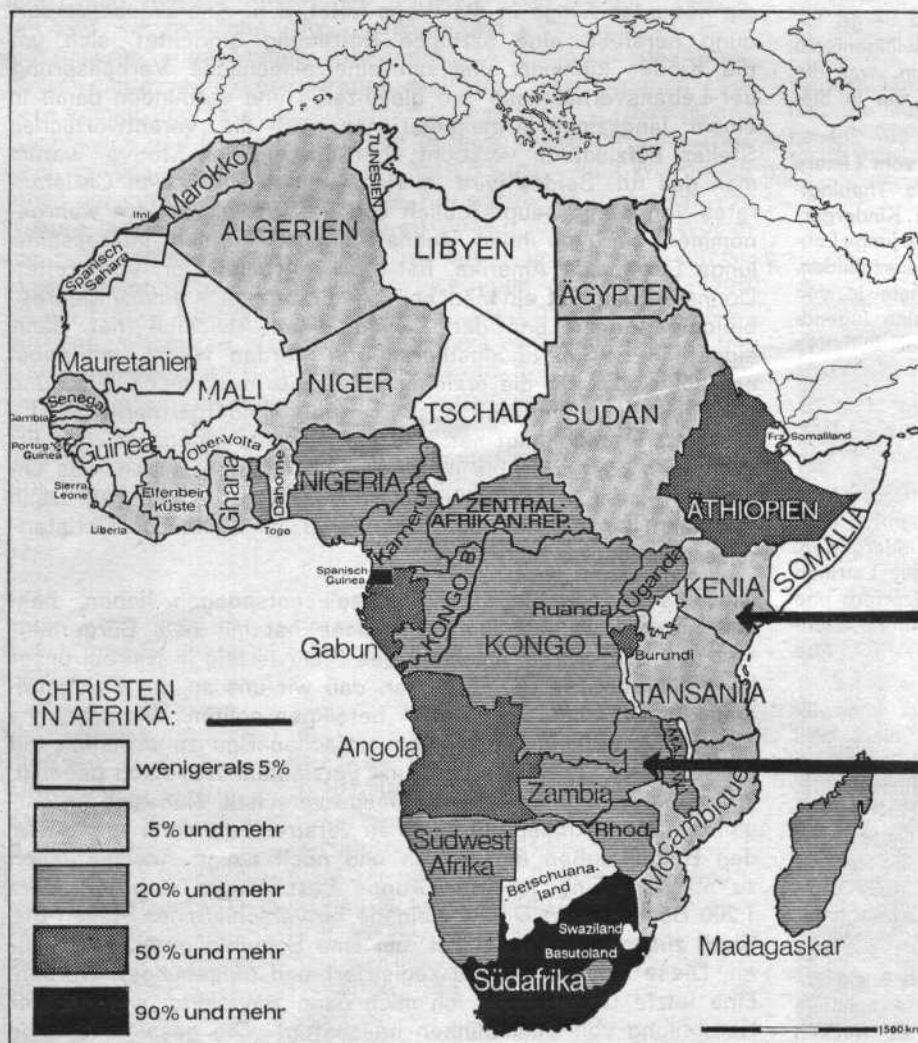 TUNESIEN
Marokko
Ifni
ALGERIEN
LIBYEN
ÄGYPTEN
Spanisch
Sahara
Mauretanien
MALI
NIGER
TSCHAD
SUDAN
Senegal
Gambia
Portug.
Guinea
Guinea
Sierra
Leone
Liberia
Elfenbein
küste
Ober-Volta
Ghana
Togo
Dahome
NIGERIA
Kamerun
ZENTRAL-
AFRIKAN.REP.
Frz. Somaliland
ÄTHIOPIEN
SOMALIA
Spanisch
Guinea
Gabun
KONGO B
KONGO L
Uganda
Ruanda
Burundi
KENIA
TANSANIA
Angola
Zambia
Rhod.
Mocambique
Südwest
Afrika
Betschuana-
land
Swaziland
Basutoland
Südafrika
Madagaskar
CHRISTEN
IN AFRIKA:
weniger als 5%
5% und mehr
20% und mehr
50% und mehr
90% und mehr
1500 km